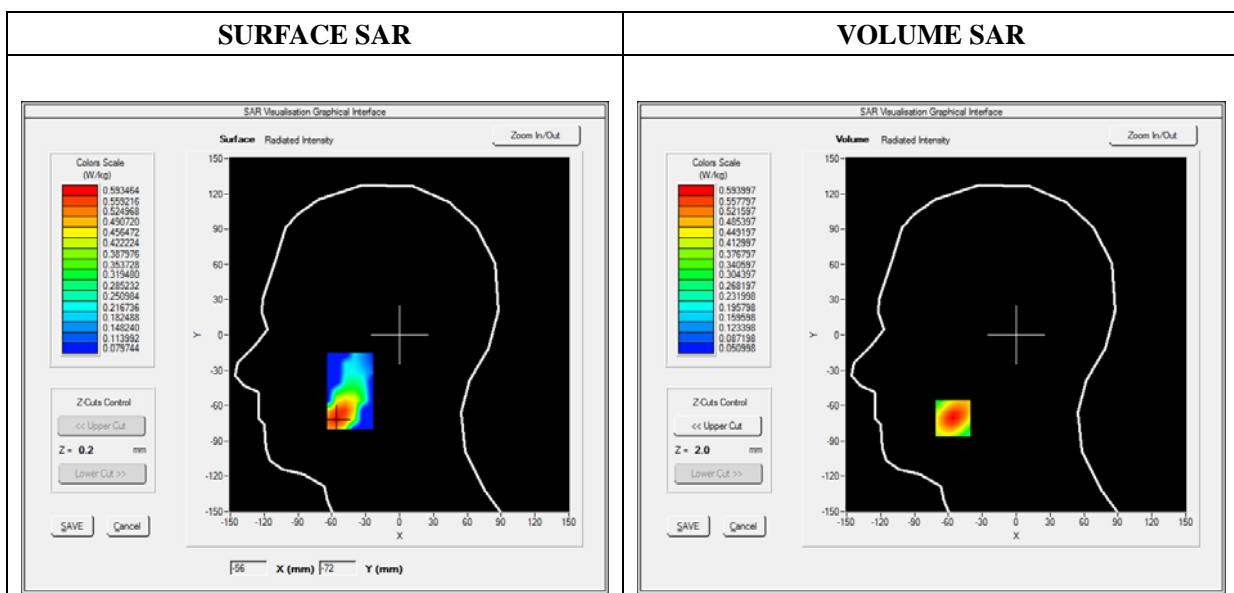 SURFACE SAR
VOLUME SAR
SAR Visualisation Graphical Interface
Surface Radiated Intensity
Zoom In/Out
Colors Scale
(W/kg)
0.593464
0.559216
0.524968
0.490720
0.456472
0.422224
0.387976
0.353728
0.319480
0.285232
0.250984
0.216736
0.182488
0.148240
0.113992
0.079744
Z-Cuts Control
<< Upper Cut
Z = 0.2 mm
Lower Cut >>
SAVE Cancel
150
120
90
60
30
0
-30
-60
-90
-120
-150
Y
-150 -120 -90 -60 -30 0 30 60 90 120 150
X
-56 X (mm) -72 Y (mm)
SAR Visualisation Graphical Interface
Volume Radiated Intensity
Zoom In/Out
Colors Scale
(W/kg)
0.593997
0.557797
0.521597
0.485397
0.449197
0.412997
0.376797
0.340597
0.304397
0.268197
0.231998
0.195798
0.159598
0.123398
0.087198
0.050998
Z-Cuts Control
<< Upper Cut
Z = 2.0 mm
Lower Cut >>
SAVE Cancel
150
120
90
60
30
0
-30
-60
-90
-120
-150
Y
-150 -120 -90 -60 -30 0 30 60 90 120 150
X